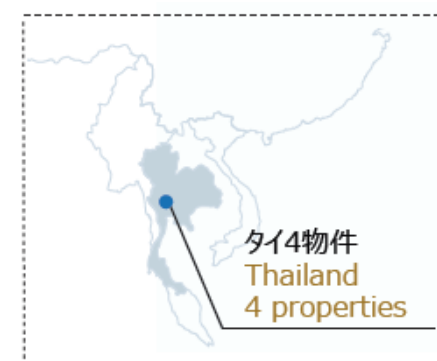 タイ4物件
Thailand
4 properties